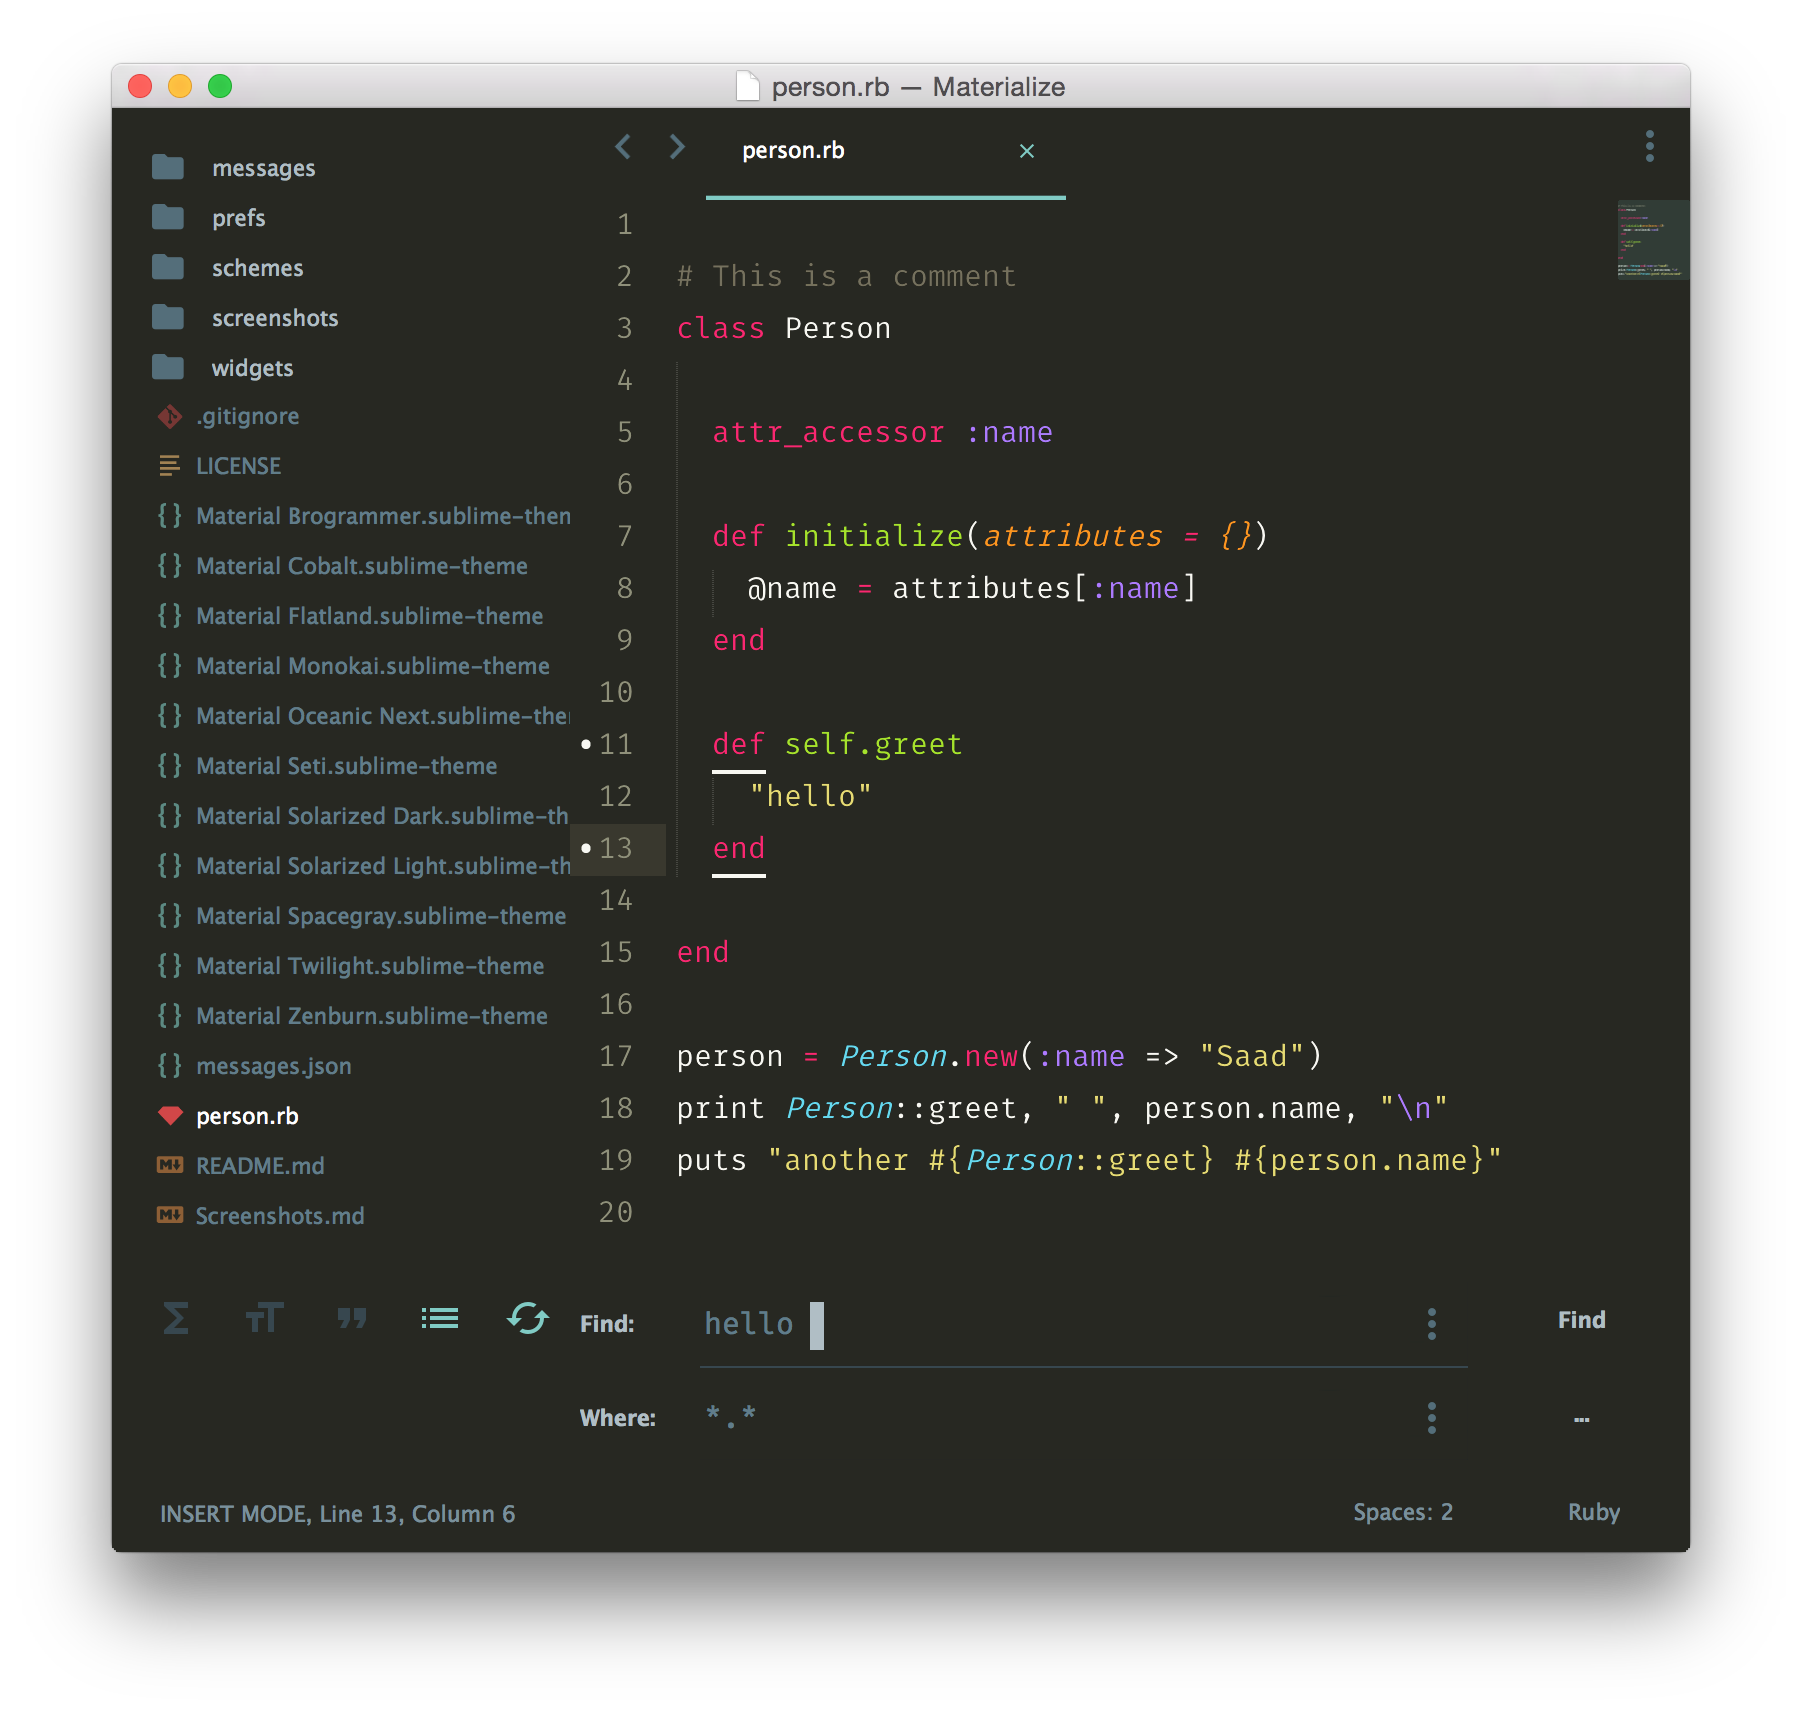 person.rb — Materialize
messages
prefs
schemes
screenshots
widgets
.gitignore
LICENSE
Material Brogrammer.sublime-them
Material Cobalt.sublime-theme
Material Flatland.sublime-theme
Material Monokai.sublime-theme
Material Oceanic Next.sublime-the
Material Seti.sublime-theme
Material Solarized Dark.sublime-th
Material Solarized Light.sublime-th
Material Spacegray.sublime-theme
Material Twilight.sublime-theme
Material Zenburn.sublime-theme
messages.json
person.rb
README.md
Screenshots.md
person.rb ×
1
2 # This is a comment
3 class Person
4
5   attr_accessor :name
6
7   def initialize(attributes = {})
8     @name = attributes[:name]
9   end
10
11   def self.greet
12     "hello"
13   end
14
15 end
16
17 person = Person.new(:name => "Saad")
18 print Person::greet, " ", person.name, "\n"
19 puts "another #{Person::greet} #{person.name}"
20
Find: hello Find
Where: *.* ...
INSERT MODE, Line 13, Column 6 Spaces: 2 Ruby